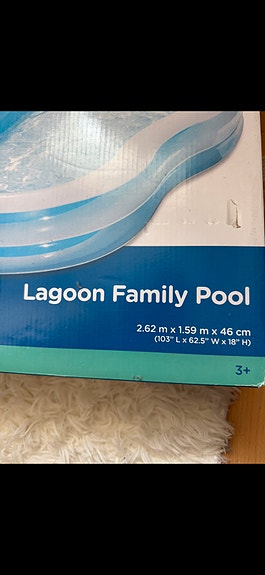 Lagoon Family Pool
2.62 m x 1.59 m x 46 cm
(103" L x 62.5" W x 18" H)
3+